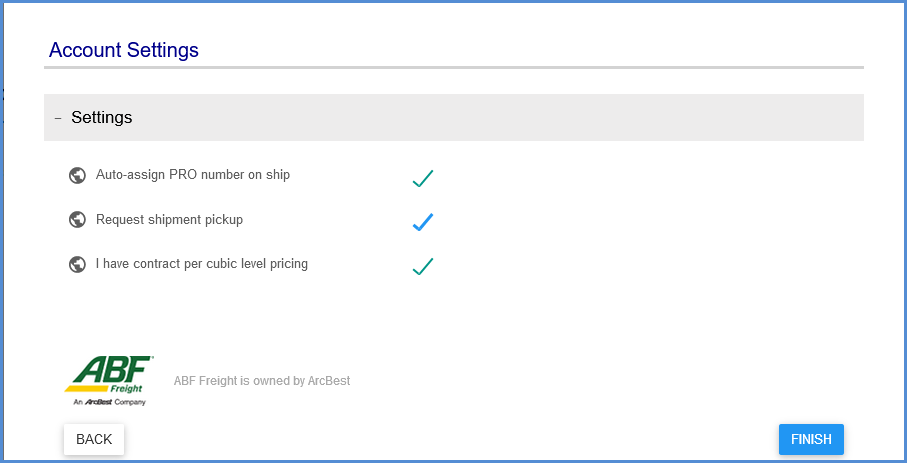 Account Settings
− Settings
Auto-assign PRO number on ship
Request shipment pickup
I have contract per cubic level pricing
ABF
Freight
An ArcBest Company
ABF Freight is owned by ArcBest
BACK
FINISH